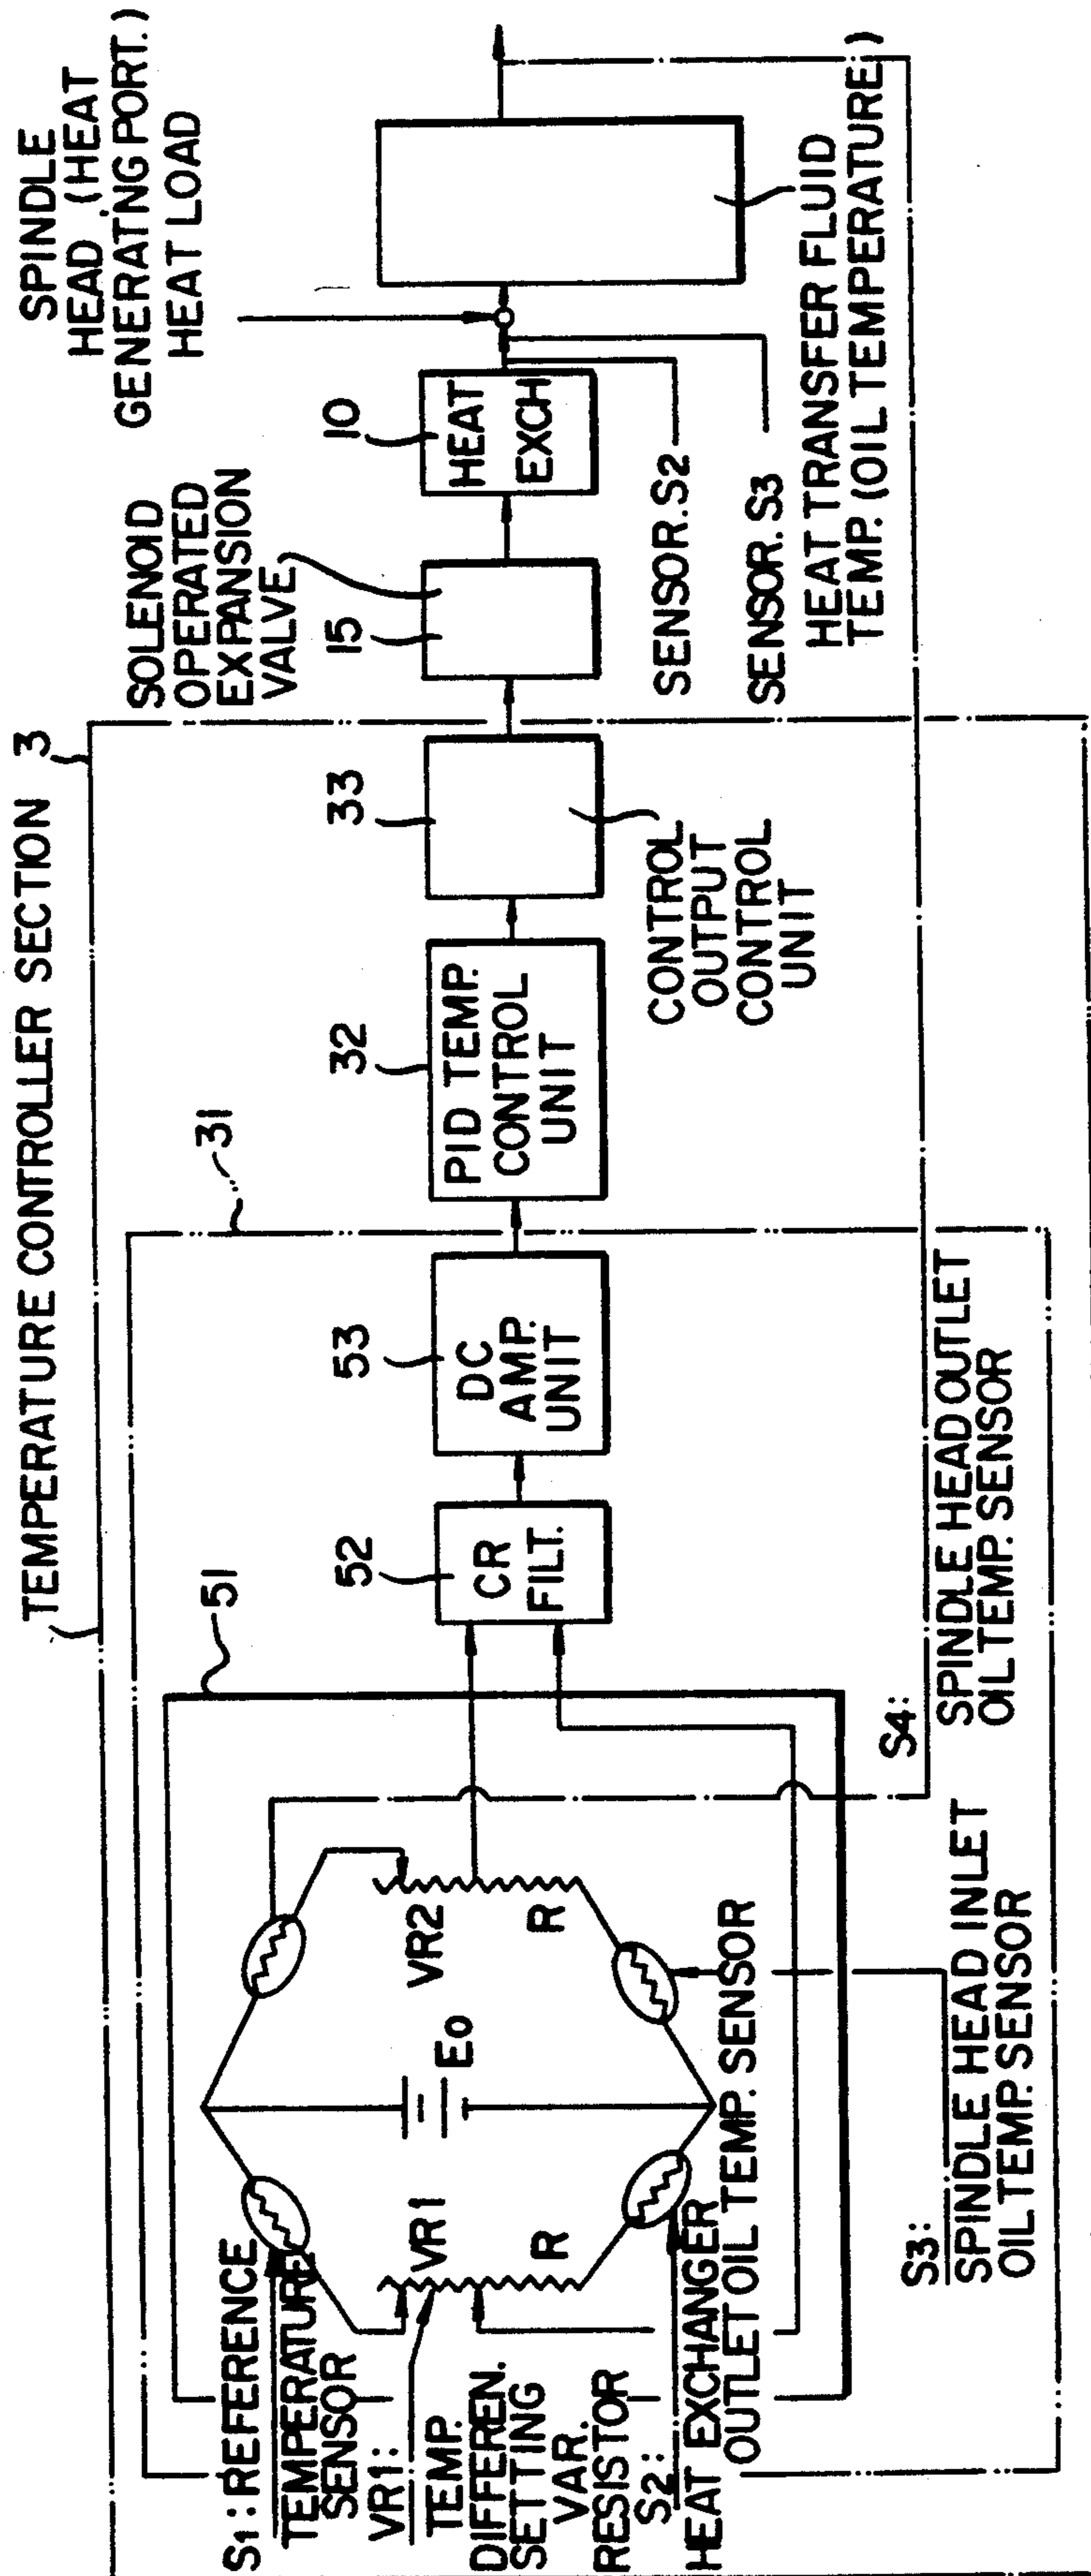 TEMPERATURE CONTROLLER SECTION 3
SPINDLE
HEAD (HEAT
GENERATING PORT.)
HEAT LOAD
SOLENOID
OPERATED
EXPANSION
VALVE
31
51
52
53
32
33
15
10
CR
FILT.
DC
AMP.
UNIT
PID TEMP.
CONTROL
UNIT
CONTROL
OUTPUT
CONTROL
UNIT
HEAT
EXCH
SENSOR. S2
SENSOR. S3
HEAT TRANSFER FLUID
TEMP. (OIL TEMPERATURE)
S1: REFERENCE
TEMPERATURE
SENSOR
VR1:
TEMP.
DIFFEREN.
SETTING
VAR.
RESISTOR
S2:
HEAT EXCHANGER
OUTLET OIL TEMP. SENSOR
VR1
R
E0
VR2
R
S3:
SPINDLE HEAD INLET
OIL TEMP. SENSOR
S4:
SPINDLE HEAD OUTLET
OIL TEMP. SENSOR